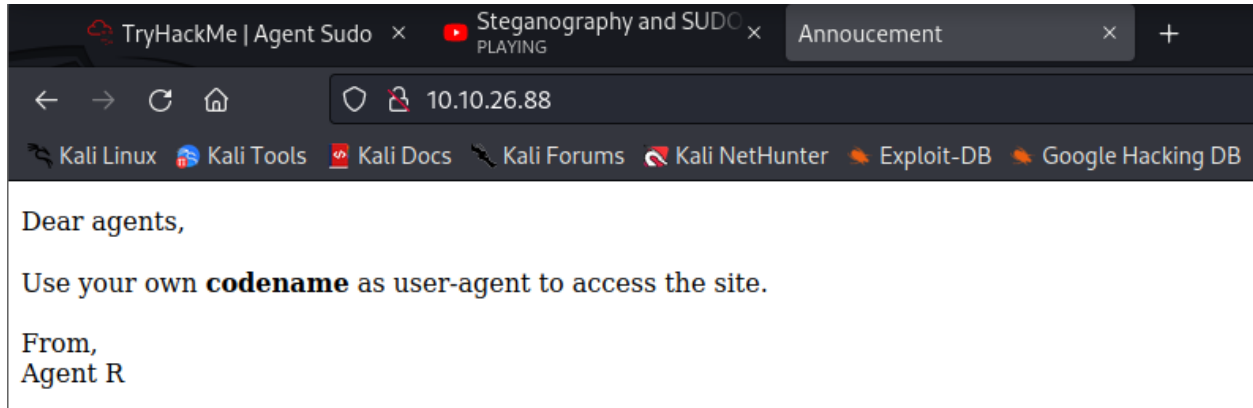 TryHackMe | Agent Sudo
Steganography and SUDO
PLAYING
Annoucement
10.10.26.88
Kali Linux Kali Tools Kali Docs Kali Forums Kali NetHunter Exploit-DB Google Hacking DB
Dear agents,
Use your own codename as user-agent to access the site.
From,
Agent R